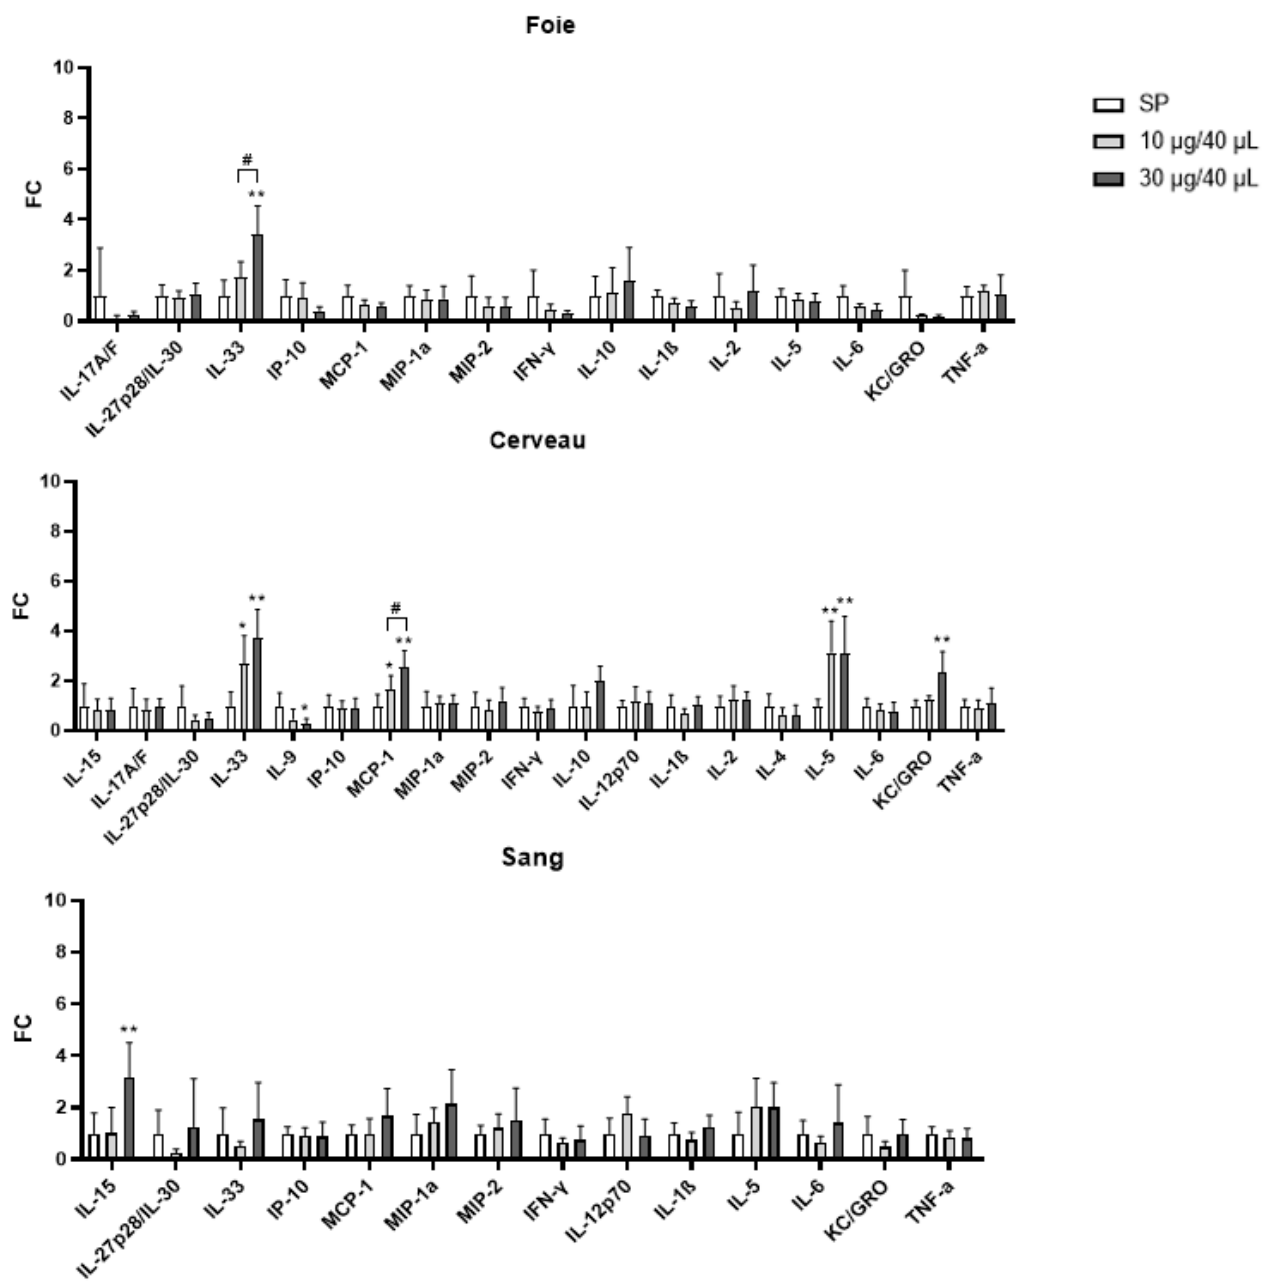 Foie
10
8
6
4
2
0
FC
#
**
SP
10 µg/40 µL
30 µg/40 µL
IL-17A/F
IL-27p28/IL-30
IL-33
IP-10
MCP-1
MIP-1a
MIP-2
IFN-γ
IL-10
IL-1ß
IL-2
IL-5
IL-6
KC/GRO
TNF-a
Cerveau
10
8
6
4
2
0
FC
*
**
*
*
#
**
**
**
**
IL-15
IL-17A/F
IL-27p28/IL-30
IL-33
IL-9
IP-10
MCP-1
MIP-1a
MIP-2
IFN-γ
IL-10
IL-12p70
IL-1ß
IL-2
IL-4
IL-5
IL-6
KC/GRO
TNF-a
Sang
10
8
6
4
2
0
FC
**
IL-15
IL-27p28/IL-30
IL-33
IP-10
MCP-1
MIP-1a
MIP-2
IFN-γ
IL-12p70
IL-1ß
IL-5
IL-6
KC/GRO
TNF-a